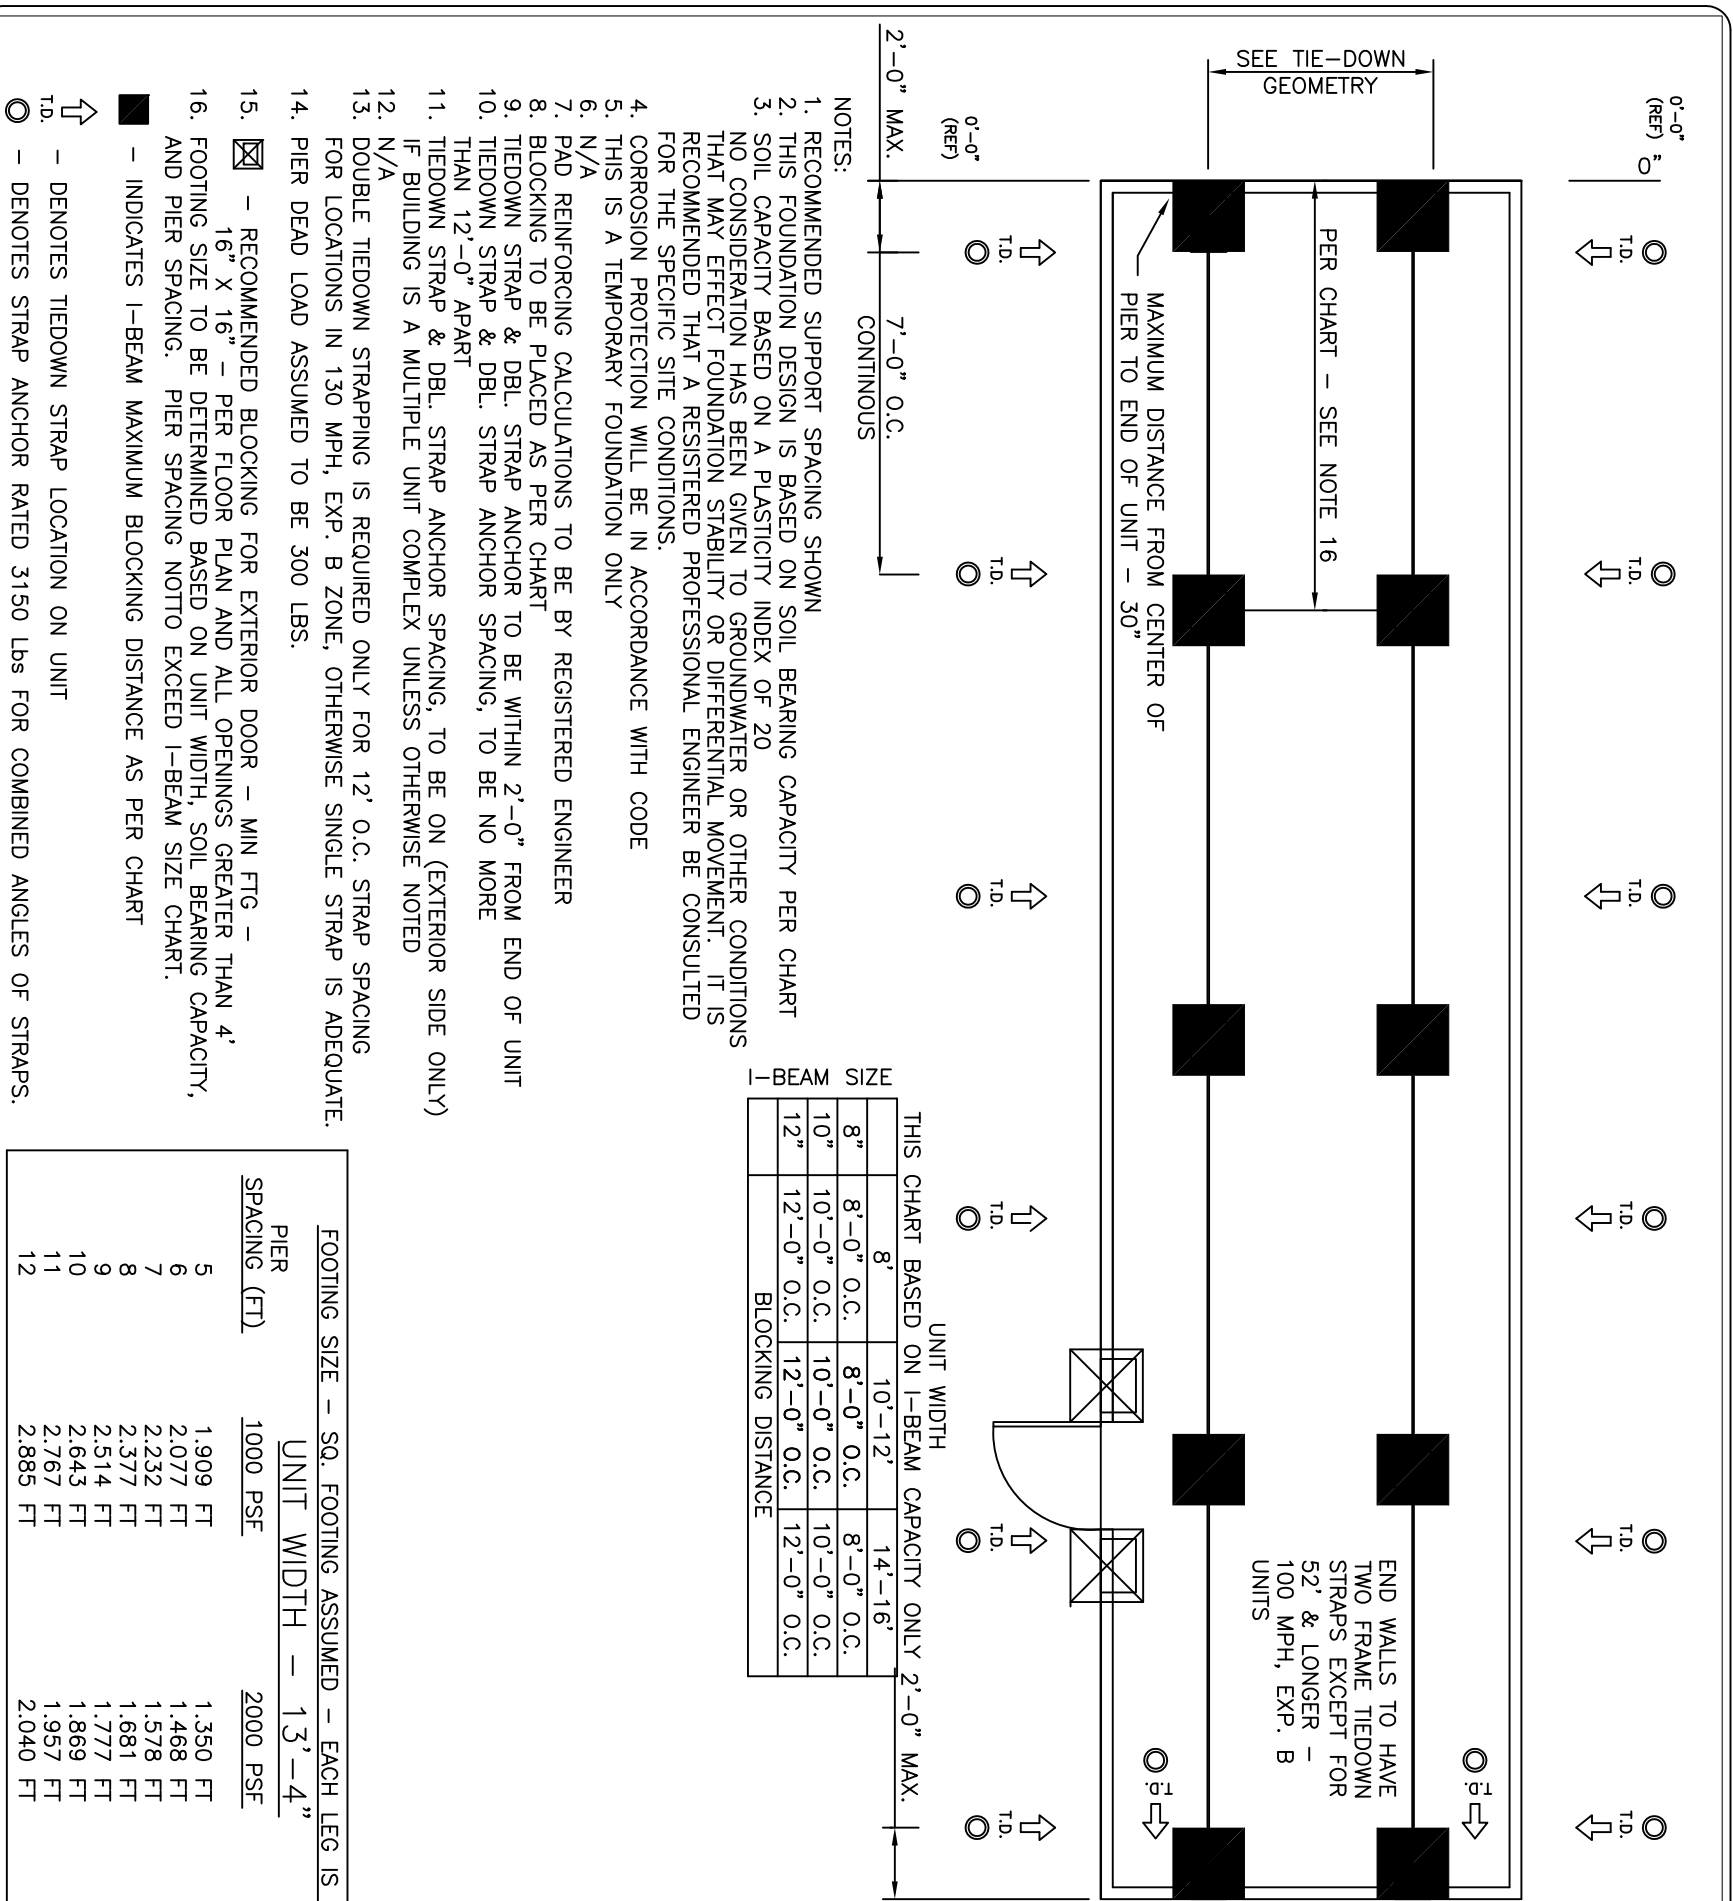 0'-0"
(REF)
0"
SEE TIE-DOWN
GEOMETRY
T.D.
T.D.
T.D.
T.D.
T.D.
T.D.
PER CHART - SEE NOTE 16
MAXIMUM DISTANCE FROM CENTER OF
PIER TO END OF UNIT - 30"
END WALLS TO HAVE
TWO FRAME TIEDOWN
STRAPS EXCEPT FOR
52' & LONGER -
100 MPH, EXP. B
UNITS
T.D.
T.D.
0'-0"
(REF)
T.D.
T.D.
T.D.
T.D.
T.D.
T.D.
2'-0" MAX.
7'-0" O.C.
CONTINOUS
2'-0" MAX.
NOTES:
1. RECOMMENDED SUPPORT SPACING SHOWN
2. THIS FOUNDATION DESIGN IS BASED ON SOIL BEARING CAPACITY PER CHART
3. SOIL CAPACITY BASED ON A PLASTICITY INDEX OF 20
NO CONSIDERATION HAS BEEN GIVEN TO GROUNDWATER OR OTHER CONDITIONS
THAT MAY EFFECT FOUNDATION STABILITY OR DIFFERENTIAL MOVEMENT. IT IS
RECOMMENDED THAT A RESISTERED PROFESSIONAL ENGINEER BE CONSULTED
FOR THE SPECIFIC SITE CONDITIONS.
4. CORROSION PROTECTION WILL BE IN ACCORDANCE WITH CODE
5. THIS IS A TEMPORARY FOUNDATION ONLY
6. N/A
7. PAD REINFORCING CALCULATIONS TO BE BY REGISTERED ENGINEER
8. BLOCKING TO BE PLACED AS PER CHART
9. TIEDOWN STRAP & DBL. STRAP ANCHOR TO BE WITHIN 2'-0" FROM END OF UNIT
10. TIEDOWN STRAP & DBL. STRAP ANCHOR SPACING, TO BE NO MORE
THAN 12'-0" APART
11. TIEDOWN STRAP & DBL. STRAP ANCHOR SPACING, TO BE ON (EXTERIOR SIDE ONLY)
IF BUILDING IS A MULTIPLE UNIT COMPLEX UNLESS OTHERWISE NOTED
12. N/A
13. DOUBLE TIEDOWN STRAPPING IS REQUIRED ONLY FOR 12' O.C. STRAP SPACING
FOR LOCATIONS IN 130 MPH, EXP. B ZONE, OTHERWISE SINGLE STRAP IS ADEQUATE.
14. PIER DEAD LOAD ASSUMED TO BE 300 LBS.
15. - RECOMMENDED BLOCKING FOR EXTERIOR DOOR - MIN FTG -
16" X 16" - PER FLOOR PLAN AND ALL OPENINGS GREATER THAN 4'
16. FOOTING SIZE TO BE DETERMINED BASED ON UNIT WIDTH, SOIL BEARING CAPACITY,
AND PIER SPACING. PIER SPACING NOTTO EXCEED I-BEAM SIZE CHART.
- INDICATES I-BEAM MAXIMUM BLOCKING DISTANCE AS PER CHART
T.D. - DENOTES TIEDOWN STRAP LOCATION ON UNIT
- DENOTES STRAP ANCHOR RATED 3150 Lbs FOR COMBINED ANGLES OF STRAPS.
UNIT WIDTH
THIS CHART BASED ON I-BEAM CAPACITY ONLY
8' 10'-12' 14'-16'
I-BEAM SIZE
8" 8'-0" O.C. 8'-0" O.C. 8'-0" O.C.
10" 10'-0" O.C. 10'-0" O.C. 10'-0" O.C.
12" 12'-0" O.C. 12'-0" O.C. 12'-0" O.C.
BLOCKING DISTANCE
FOOTING SIZE - SQ. FOOTING ASSUMED - EACH LEG IS
UNIT WIDTH - 13'-4"
PIER
SPACING (FT) 1000 PSF 2000 PSF
5 1.909 FT 1.350 FT
6 2.077 FT 1.468 FT
7 2.232 FT 1.578 FT
8 2.377 FT 1.681 FT
9 2.514 FT 1.777 FT
10 2.643 FT 1.869 FT
11 2.767 FT 1.957 FT
12 2.885 FT 2.040 FT